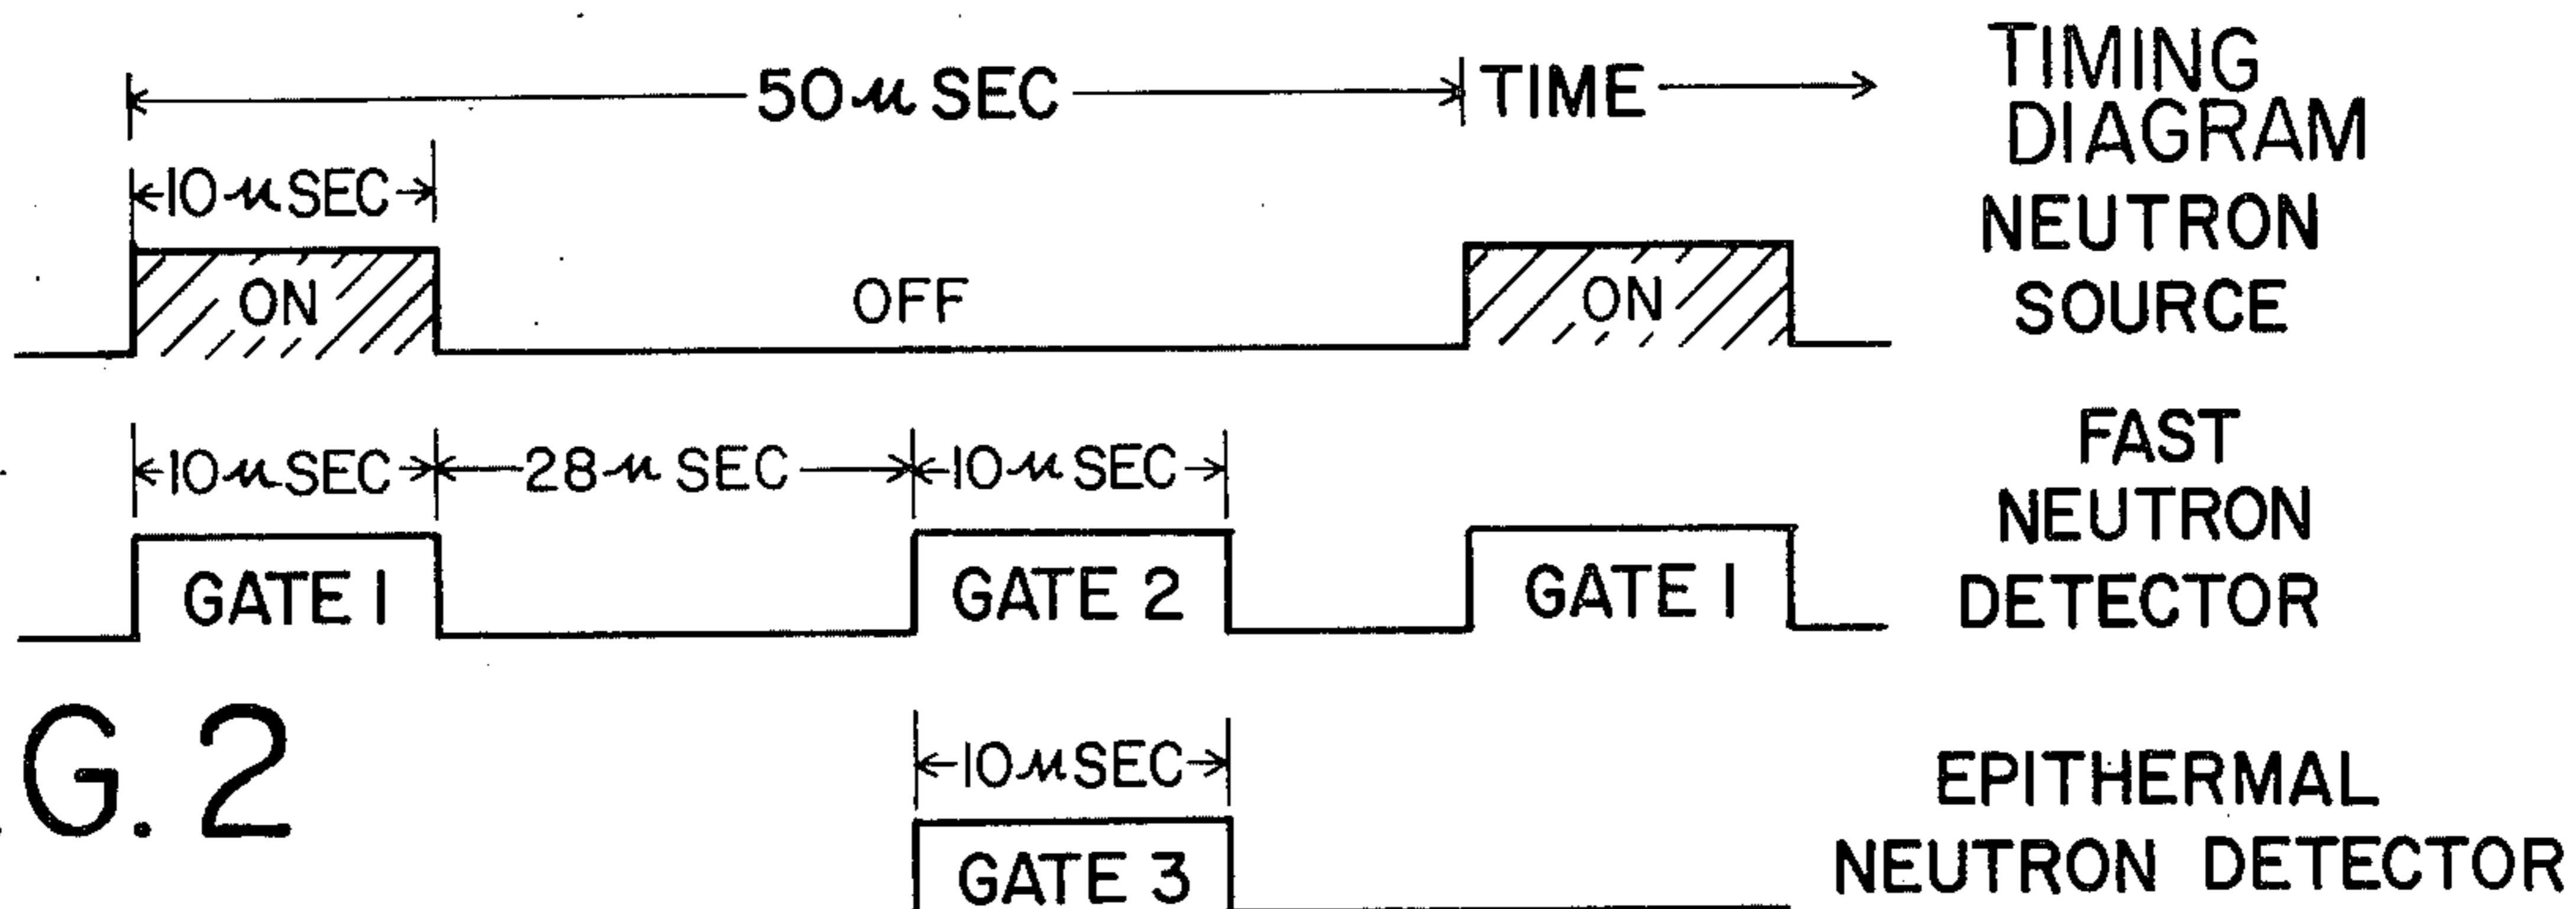 TIMING
DIAGRAM
50 µ SEC TIME
10 µ SEC
NEUTRON
SOURCE
ON OFF ON
FAST
NEUTRON
DETECTOR
10 µ SEC 28 µ SEC 10 µ SEC
GATE 1 GATE 2 GATE 1
G. 2
10 µ SEC
EPITHERMAL
NEUTRON DETECTOR
GATE 3